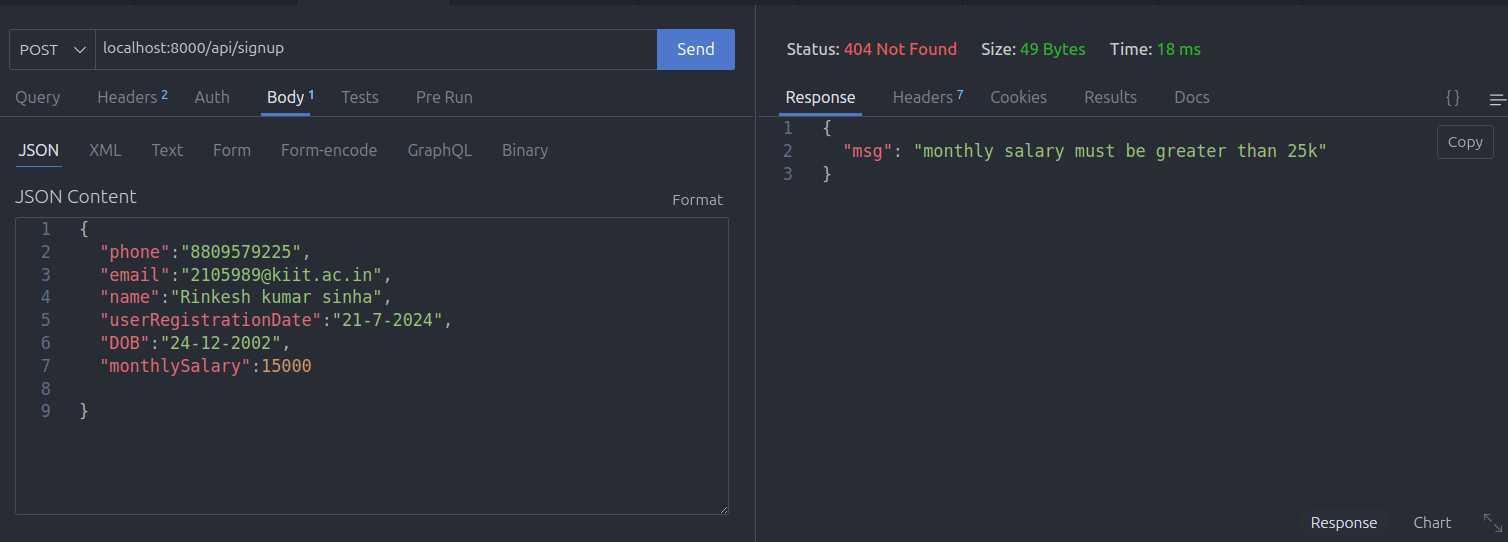 POST localhost:8000/api/signup Send
Query Headers 2 Auth Body 1 Tests Pre Run
JSON XML Text Form Form-encode GraphQL Binary
JSON Content Format
1 {
2 "phone":"8809579225",
3 "email":"2105989@kiit.ac.in",
4 "name":"Rinkesh kumar sinha",
5 "userRegistrationDate":"21-7-2024",
6 "DOB":"24-12-2002",
7 "monthlySalary":15000
8
9 }
Status: 404 Not Found Size: 49 Bytes Time: 18 ms
Response Headers 7 Cookies Results Docs {}
1 {
2 "msg": "monthly salary must be greater than 25k"
3 }
Copy
Response Chart